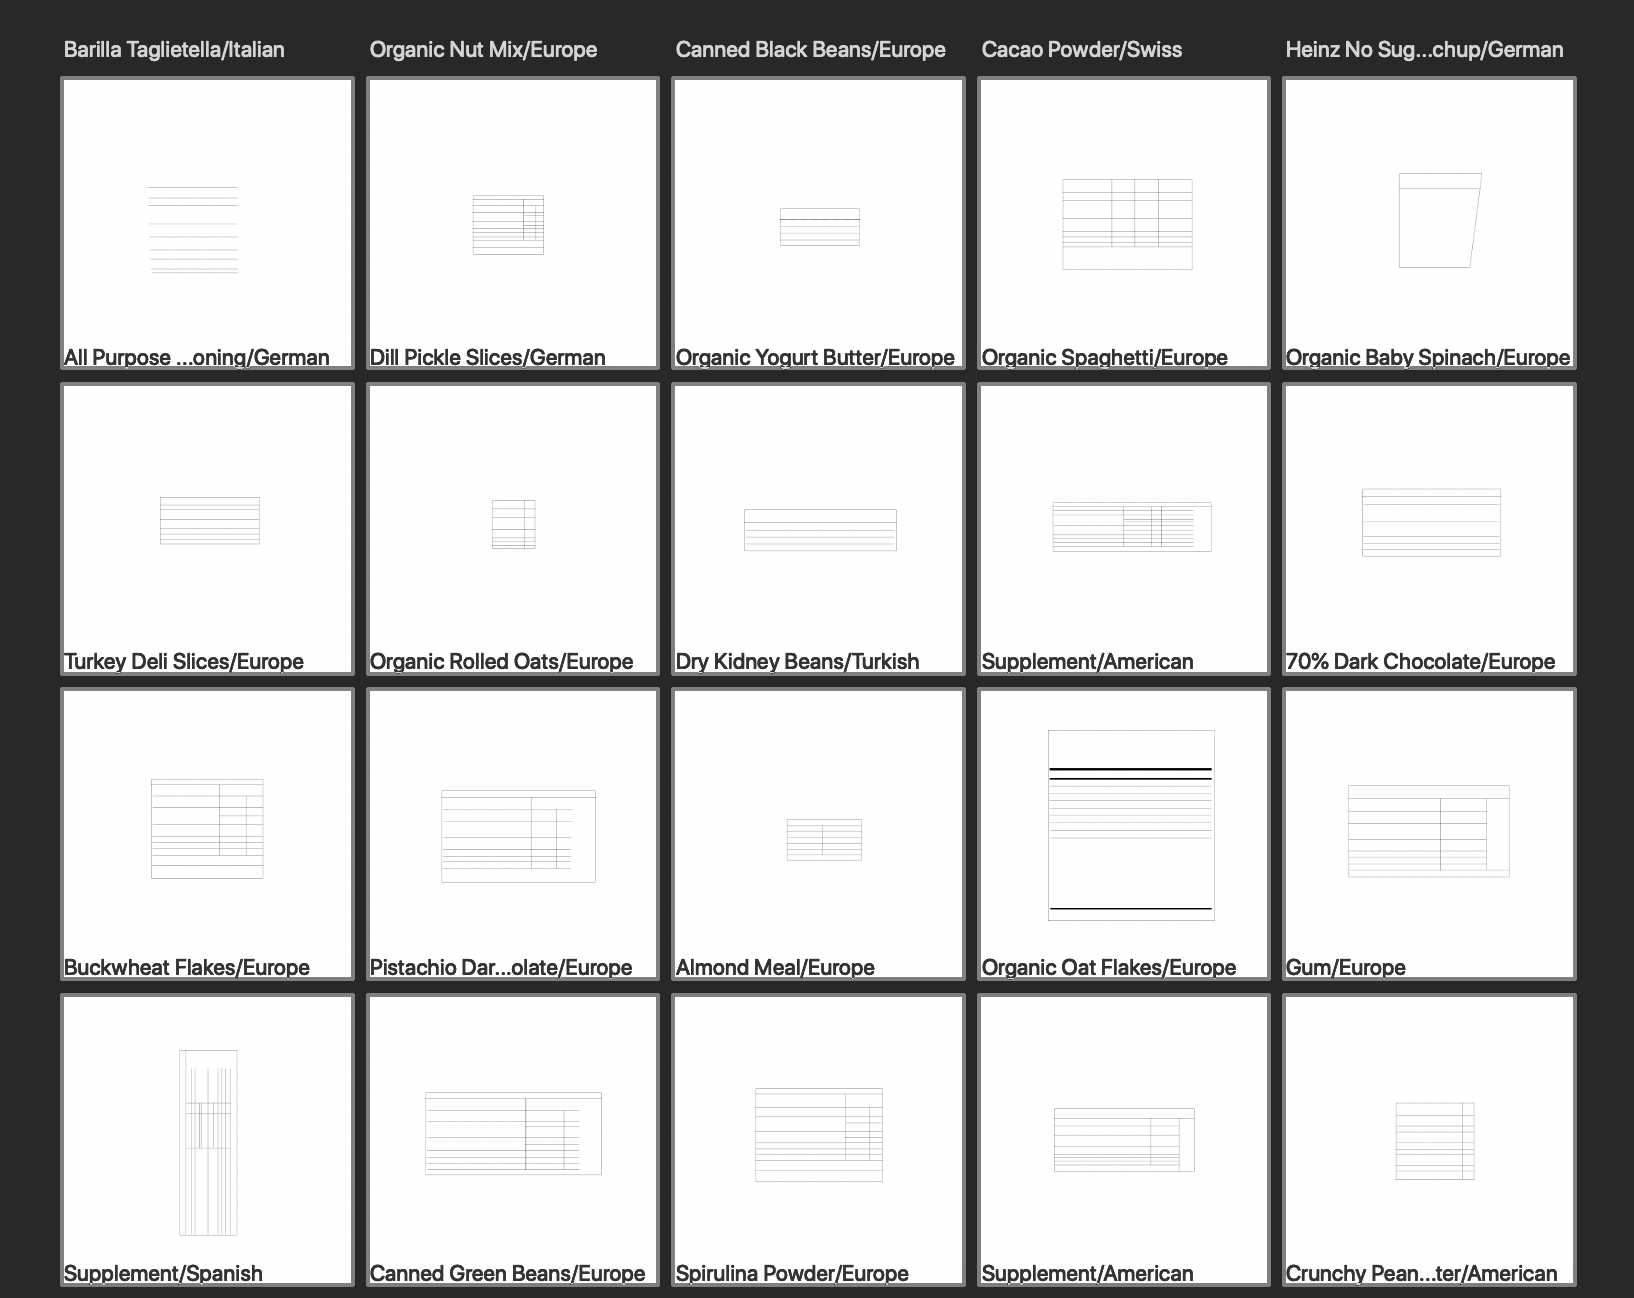 Barilla Taglietella/Italian
Organic Nut Mix/Europe
Canned Black Beans/Europe
Cacao Powder/Swiss
Heinz No Sug...chup/German
All Purpose ...oning/German
Dill Pickle Slices/German
Organic Yogurt Butter/Europe
Organic Spaghetti/Europe
Organic Baby Spinach/Europe
Turkey Deli Slices/Europe
Organic Rolled Oats/Europe
Dry Kidney Beans/Turkish
Supplement/American
70% Dark Chocolate/Europe
Buckwheat Flakes/Europe
Pistachio Dar...olate/Europe
Almond Meal/Europe
Organic Oat Flakes/Europe
Gum/Europe
Supplement/Spanish
Canned Green Beans/Europe
Spirulina Powder/Europe
Supplement/American
Crunchy Pean...ter/American